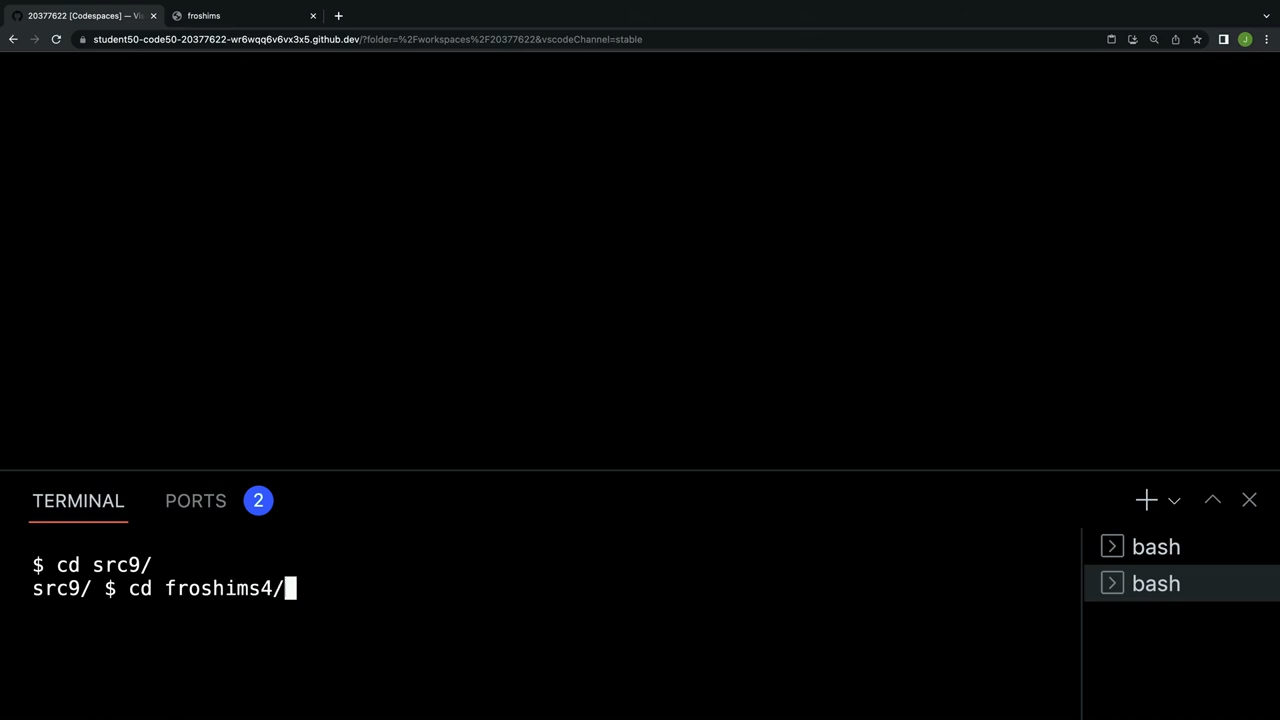 20377622 [Codespaces] — Vi
froshims
student50-code50-20377622-wr6wqq6v6vx3x5.github.dev/?folder=%2Fworkspaces%2F20377622&vscodeChannel=stable
J
TERMINAL
PORTS
2
$ cd src9/
src9/ $ cd froshims4/
bash
bash